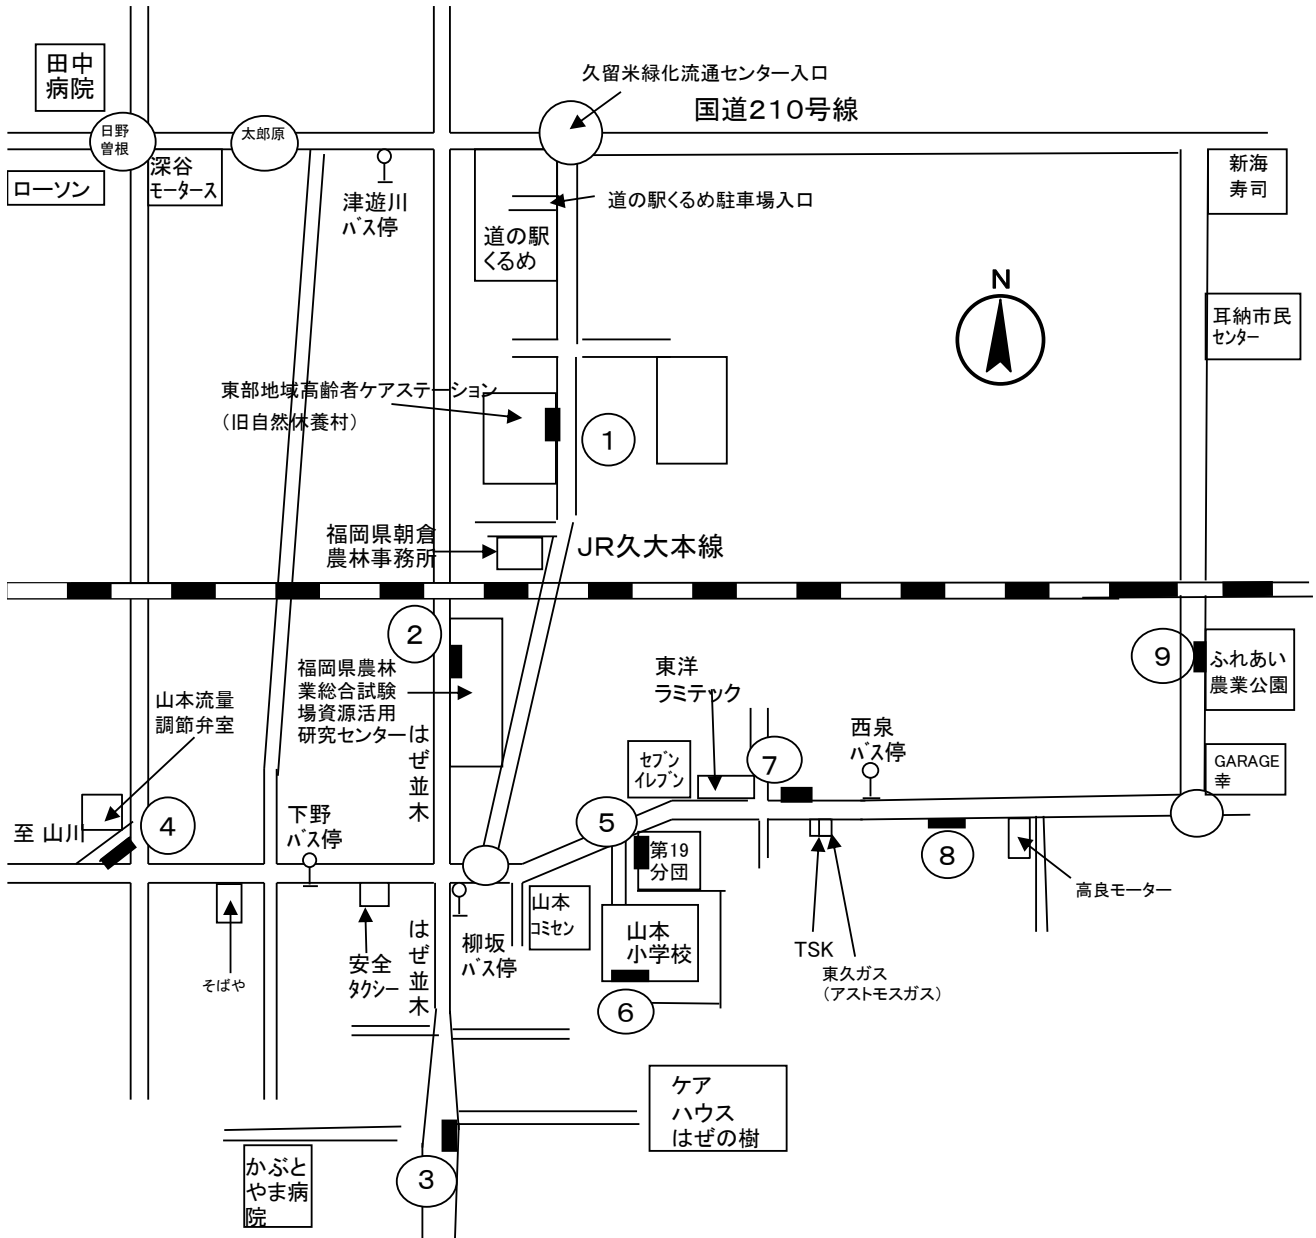 久留米緑化流通センター入口
国道210号線
田中
病院
日野
曽根
太郎原
ローソン
深谷
モータース
津遊川
バス停
道の駅くるめ駐車場入口
道の駅
くるめ
新海
寿司
N
耳納市民
センター
東部地域高齢者ケアステーション
（旧自然休養村）
1
福岡県朝倉
農林事務所
JR久大本線
2
福岡県農林
業総合試験
場資源活用
研究センター
はぜ並木
山本流量
調節弁室
東洋
ラミテック
9
ふれあい
農業公園
西泉
バス停
セブン
イレブン
7
GARAGE
幸
至 山川
4
下野
バス停
5
第19
分団
8
高良モーター
そばや
安全
タクシー
はぜ並木
柳坂
バス停
山本
コミセン
山本
小学校
TSK
東久ガス
（アストモスガス）
6
ケア
ハウス
はぜの樹
かぶと
やま病
院
3